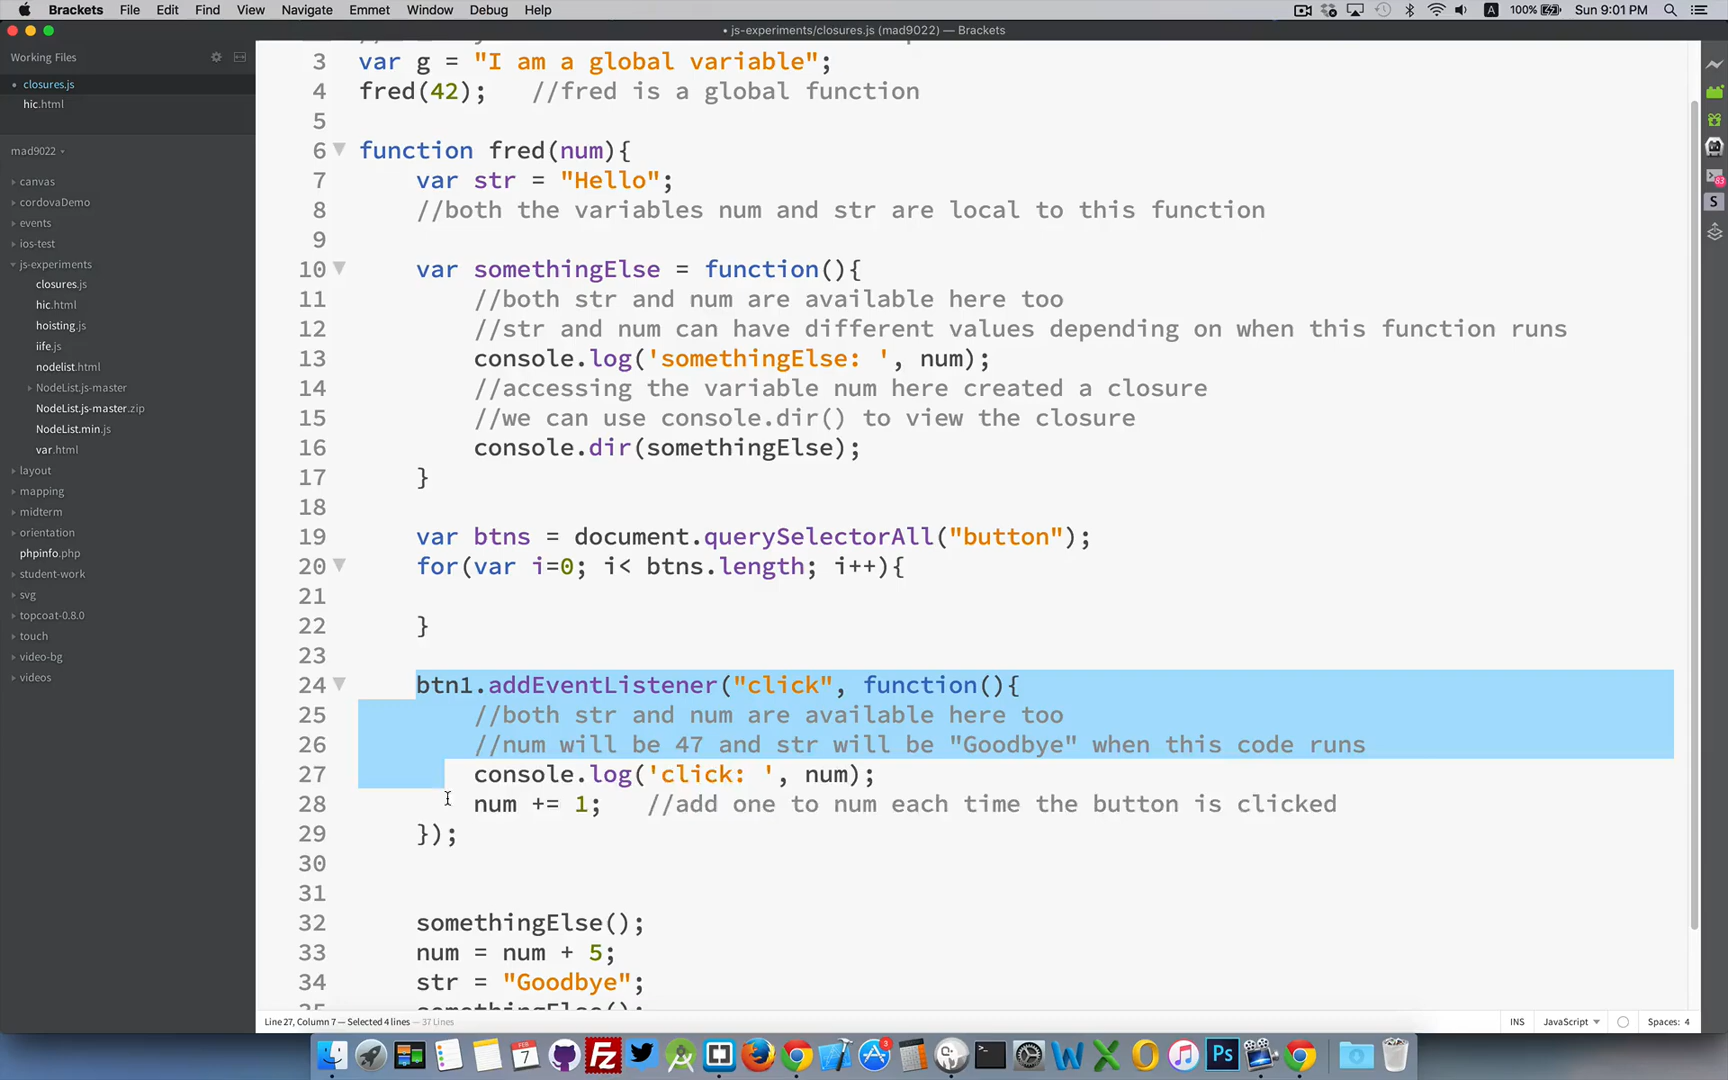 Brackets File Edit Find View Navigate Emmet Window Debug Help
A 100% Sun 9:01 PM
• js-experiments/closures.js (mad9022) — Brackets
Working Files
closures.js
hic.html
mad9022
canvas
cordovaDemo
events
ios-test
js-experiments
closures.js
hic.html
hoisting.js
iife.js
nodelist.html
NodeList.js-master
NodeList.js-master.zip
NodeList.min.js
var.html
layout
mapping
midterm
orientation
phpinfo.php
student-work
svg
topcoat-0.8.0
touch
video-bg
videos
3 var g = "I am a global variable";
4 fred(42);   //fred is a global function
5
6 function fred(num){
7 var str = "Hello";
8 //both the variables num and str are local to this function
9
10 var somethingElse = function(){
11 //both str and num are available here too
12 //str and num can have different values depending on when this function runs
13 console.log('somethingElse: ', num);
14 //accessing the variable num here created a closure
15 //we can use console.dir() to view the closure
16 console.dir(somethingElse);
17 }
18
19 var btns = document.querySelectorAll("button");
20 for(var i=0; i< btns.length; i++){
21
22 }
23
24 btn1.addEventListener("click", function(){
25 //both str and num are available here too
26 //num will be 47 and str will be "Goodbye" when this code runs
27 console.log('click: ', num);
28 num += 1;   //add one to num each time the button is clicked
29 });
30
31
32 somethingElse();
33 num = num + 5;
34 str = "Goodbye";
35 somethingElse();
83
S
Line 27, Column 7 — Selected 4 lines — 37 Lines
INS JavaScript Spaces: 4
FEB
7
3